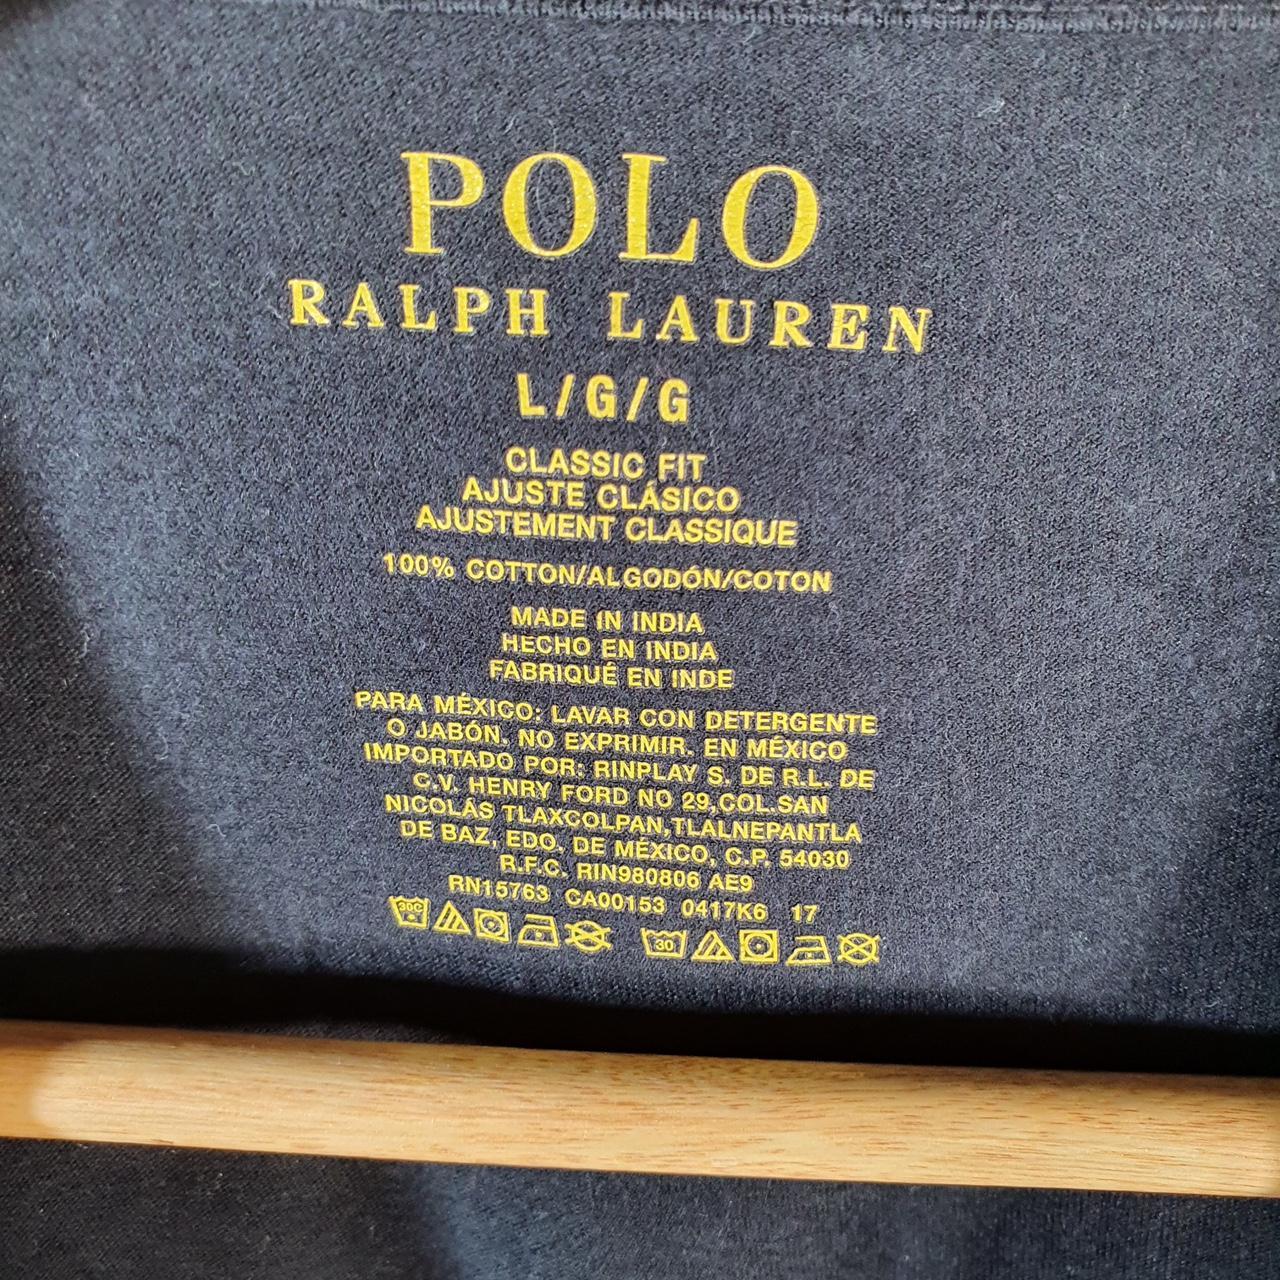 POLO
RALPH LAUREN
L/G/G
CLASSIC FIT
AJUSTE CLÁSICO
AJUSTEMENT CLASSIQUE
100% COTTON/ALGODÓN/COTON
MADE IN INDIA
HECHO EN INDIA
FABRIQUÉ EN INDE
PARA MÉXICO: LAVAR CON DETERGENTE
O JABÓN. NO EXPRIMIR. EN MÉXICO
IMPORTADO POR: RINPLAY S. DE R.L. DE
C.V. HENRY FORD NO 29,COL.SAN
NICOLÁS TLAXCOLPAN,TLALNEPANTLA
DE BAZ, EDO. DE MÉXICO, C.P. 54030
R.F.C. RIN980806 AE9
RN15763 CA00153 0417K6 17
30C 30